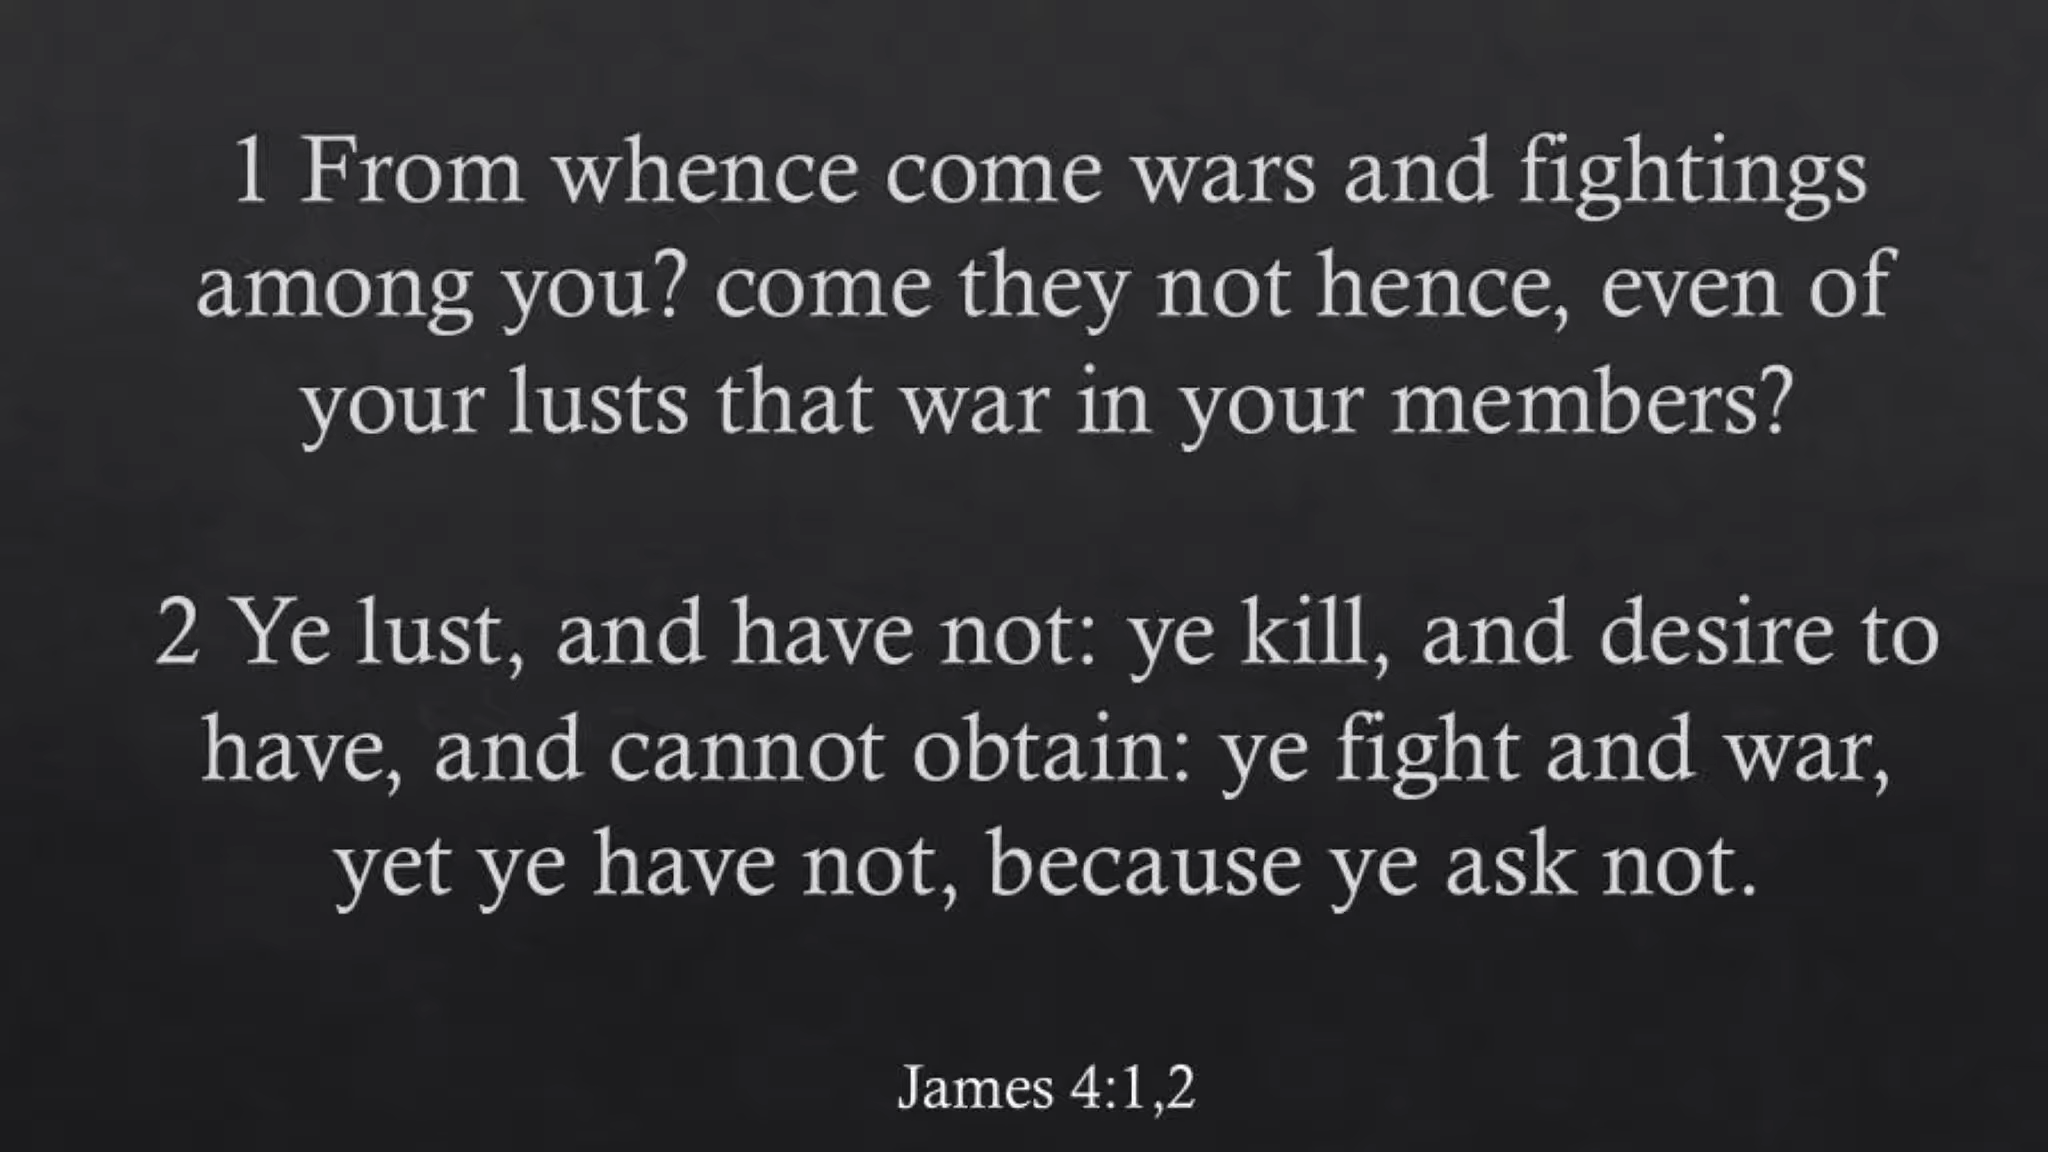 1 From whence come wars and fightings
among you? come they not hence, even of
your lusts that war in your members?
2 Ye lust, and have not: ye kill, and desire to
have, and cannot obtain: ye fight and war,
yet ye have not, because ye ask not.
James 4:1,2